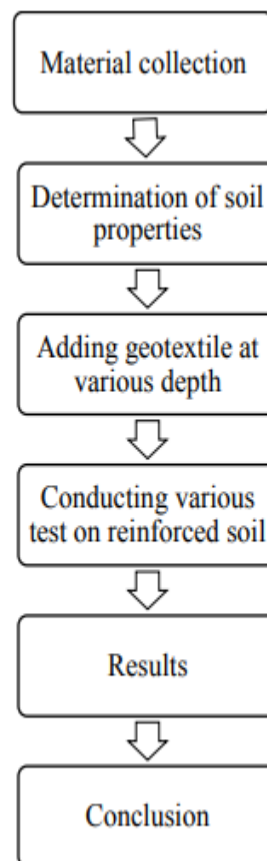 Material collection
Determination of soil
properties
Adding geotextile at
various depth
Conducting various
test on reinforced soil
Results
Conclusion